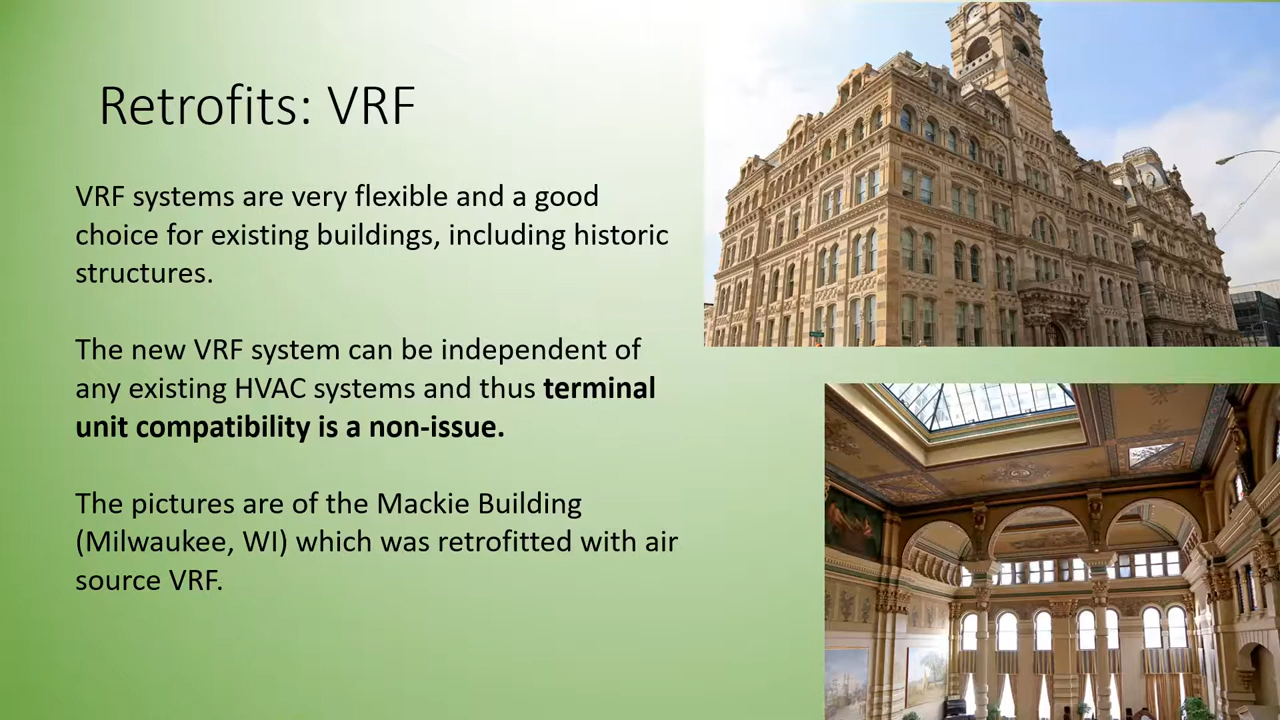 Retrofits: VRF
VRF systems are very flexible and a good
choice for existing buildings, including historic
structures.
The new VRF system can be independent of
any existing HVAC systems and thus terminal
unit compatibility is a non-issue.
The pictures are of the Mackie Building
(Milwaukee, WI) which was retrofitted with air
source VRF.